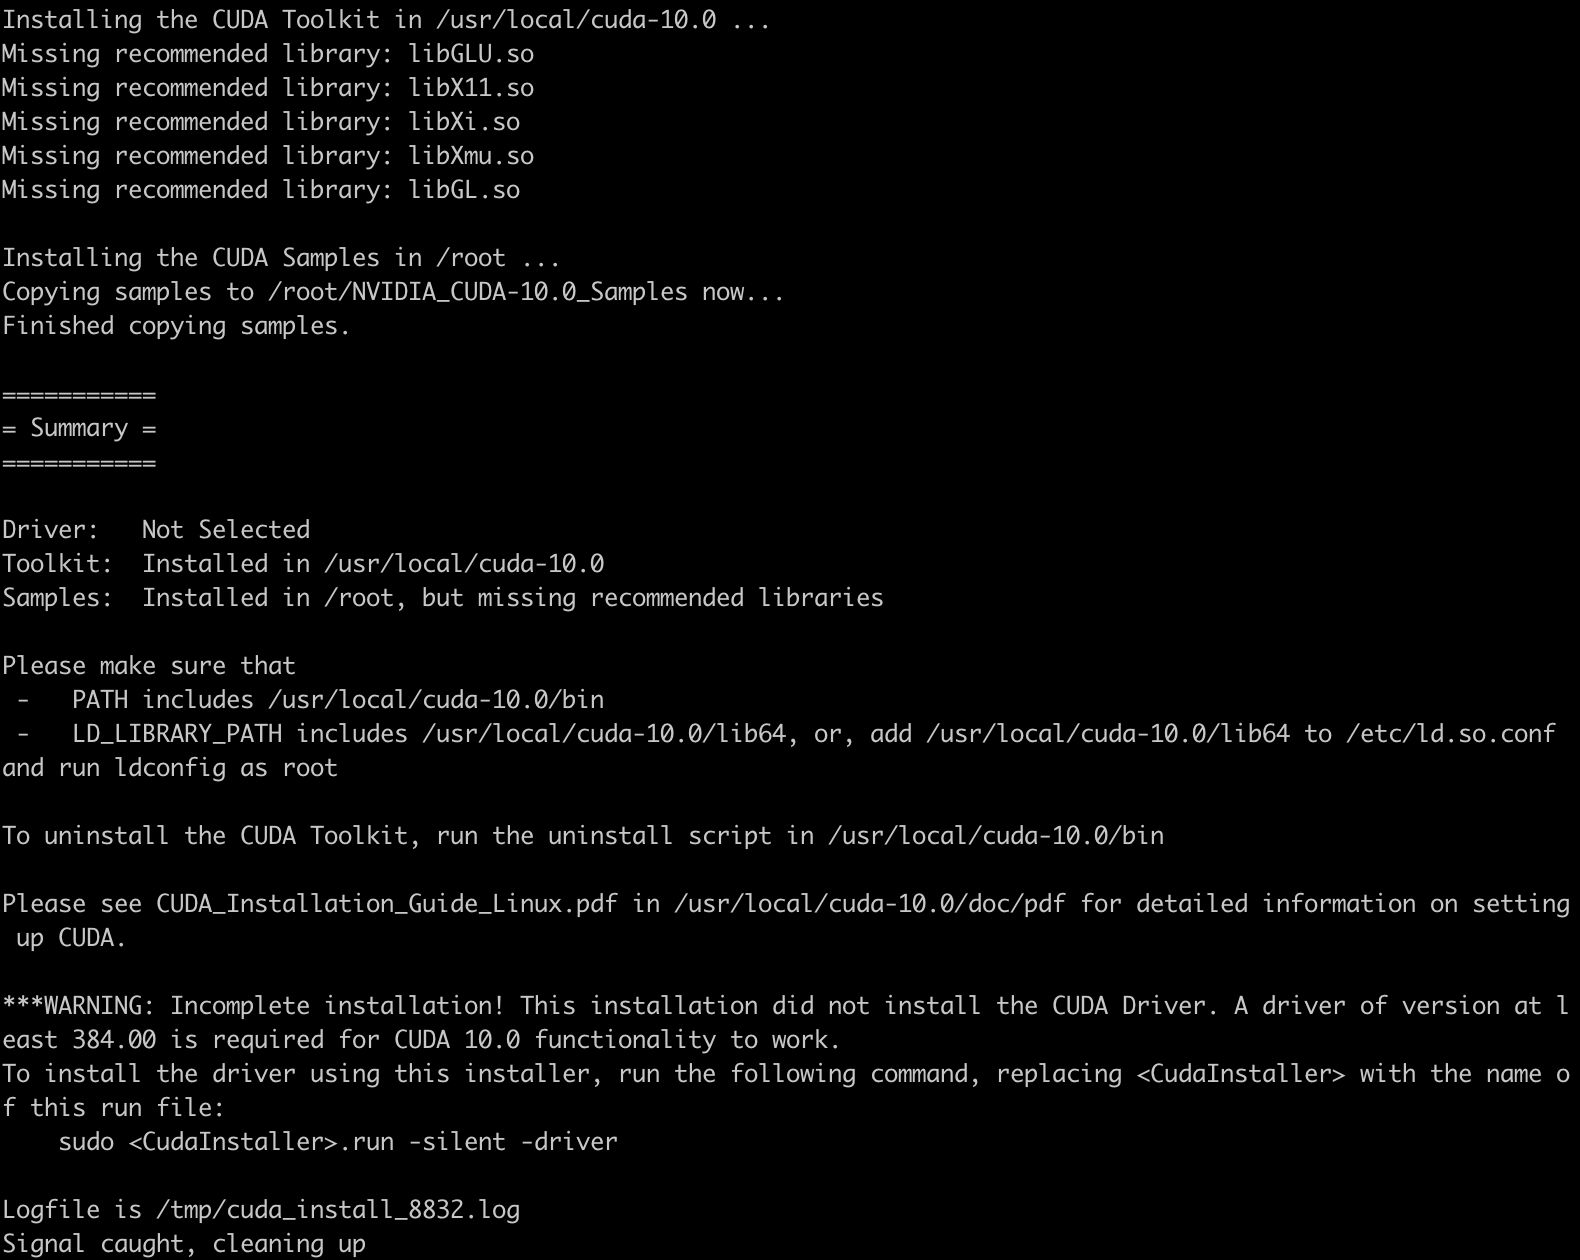 Installing the CUDA Toolkit in /usr/local/cuda-10.0 ...
Missing recommended library: libGLU.so
Missing recommended library: libX11.so
Missing recommended library: libXi.so
Missing recommended library: libXmu.so
Missing recommended library: libGL.so

Installing the CUDA Samples in /root ...
Copying samples to /root/NVIDIA_CUDA-10.0_Samples now...
Finished copying samples.

===========
= Summary =
===========

Driver:   Not Selected
Toolkit:  Installed in /usr/local/cuda-10.0
Samples:  Installed in /root, but missing recommended libraries

Please make sure that
 -   PATH includes /usr/local/cuda-10.0/bin
 -   LD_LIBRARY_PATH includes /usr/local/cuda-10.0/lib64, or, add /usr/local/cuda-10.0/lib64 to /etc/ld.so.conf
and run ldconfig as root

To uninstall the CUDA Toolkit, run the uninstall script in /usr/local/cuda-10.0/bin

Please see CUDA_Installation_Guide_Linux.pdf in /usr/local/cuda-10.0/doc/pdf for detailed information on setting
 up CUDA.

***WARNING: Incomplete installation! This installation did not install the CUDA Driver. A driver of version at l
east 384.00 is required for CUDA 10.0 functionality to work.
To install the driver using this installer, run the following command, replacing <CudaInstaller> with the name o
f this run file:
    sudo <CudaInstaller>.run -silent -driver

Logfile is /tmp/cuda_install_8832.log
Signal caught, cleaning up